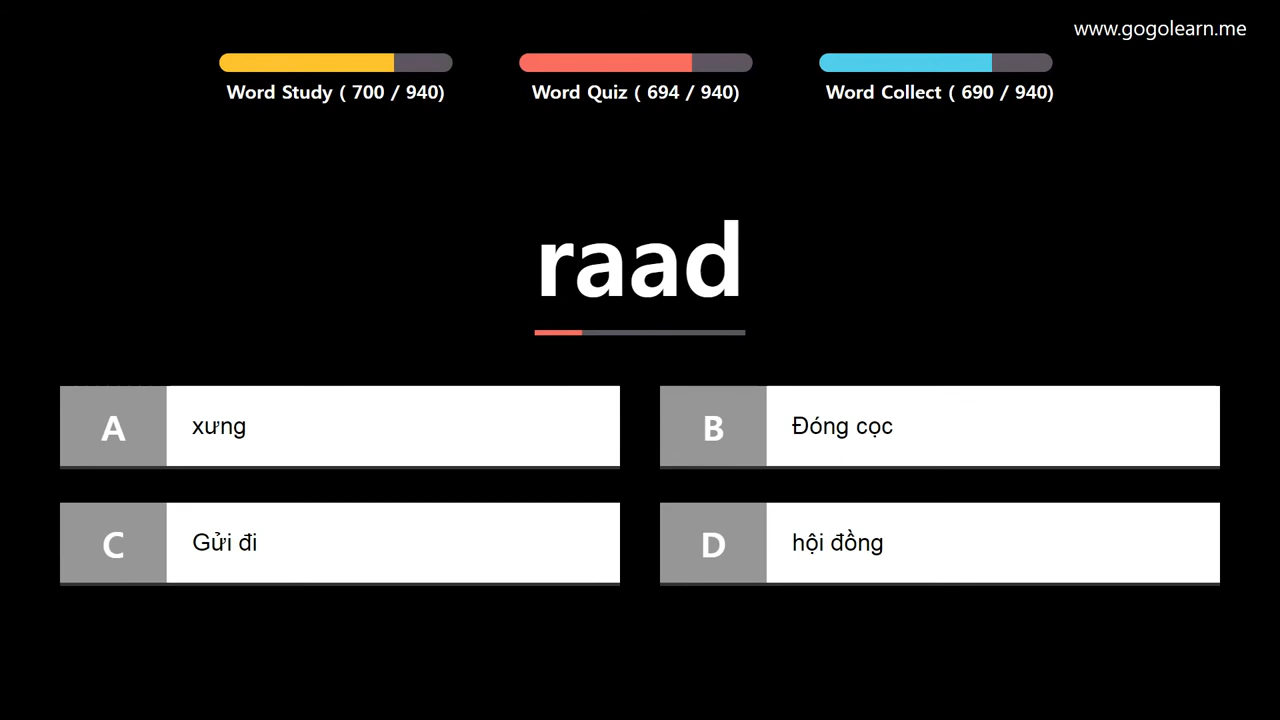 www.gogolearn.me
Word Study ( 700 / 940)
Word Quiz ( 694 / 940)
Word Collect ( 690 / 940)
raad
A xưng
B Đóng cọc
C Gửi đi
D hội đồng